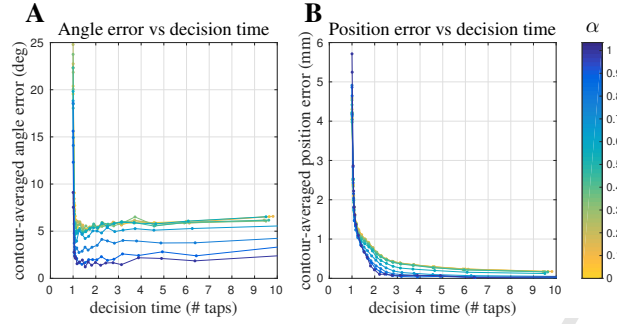 A
Angle error vs decision time
contour-averaged angle error (deg)
25
20
15
10
5
0
0 1 2 3 4 5 6 7 8 9 10
decision time (# taps)
B
Position error vs decision time
contour-averaged position error (mm)
6
5
4
3
2
1
0
0 1 2 3 4 5 6 7 8 9 10
decision time (# taps)
α
1
0.9
0.8
0.7
0.6
0.5
0.4
0.3
0.2
0.1
0